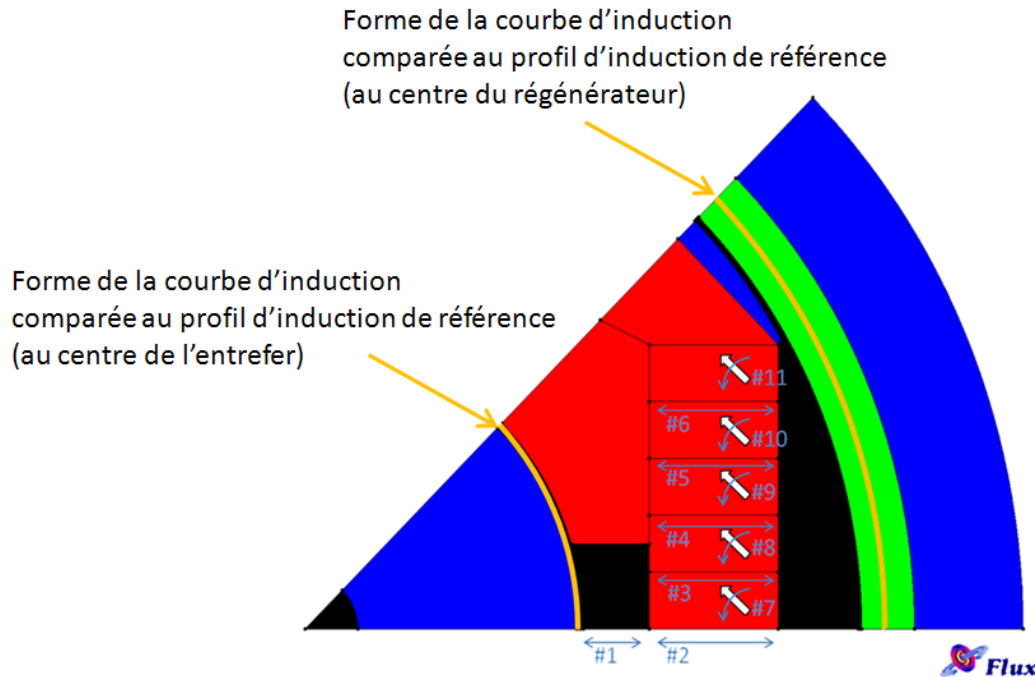 Forme de la courbe d’induction
comparée au profil d’induction de référence
(au centre du régénérateur)
Forme de la courbe d’induction
comparée au profil d’induction de référence
(au centre de l’entrefer)
#11
#6
#10
#5
#9
#4
#8
#3
#7
#1
#2
Flux